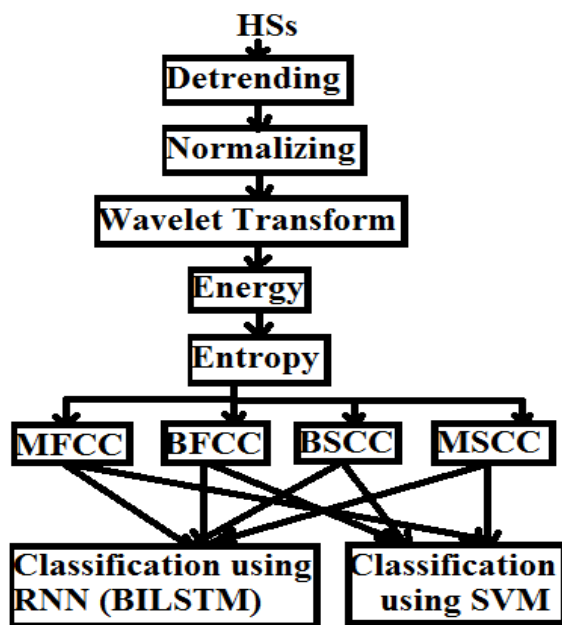 HSs
Detrending
Normalizing
Wavelet Transform
Energy
Entropy
MFCC
BFCC
BSCC
MSCC
Classification using
RNN (BILSTM)
Classification
using SVM